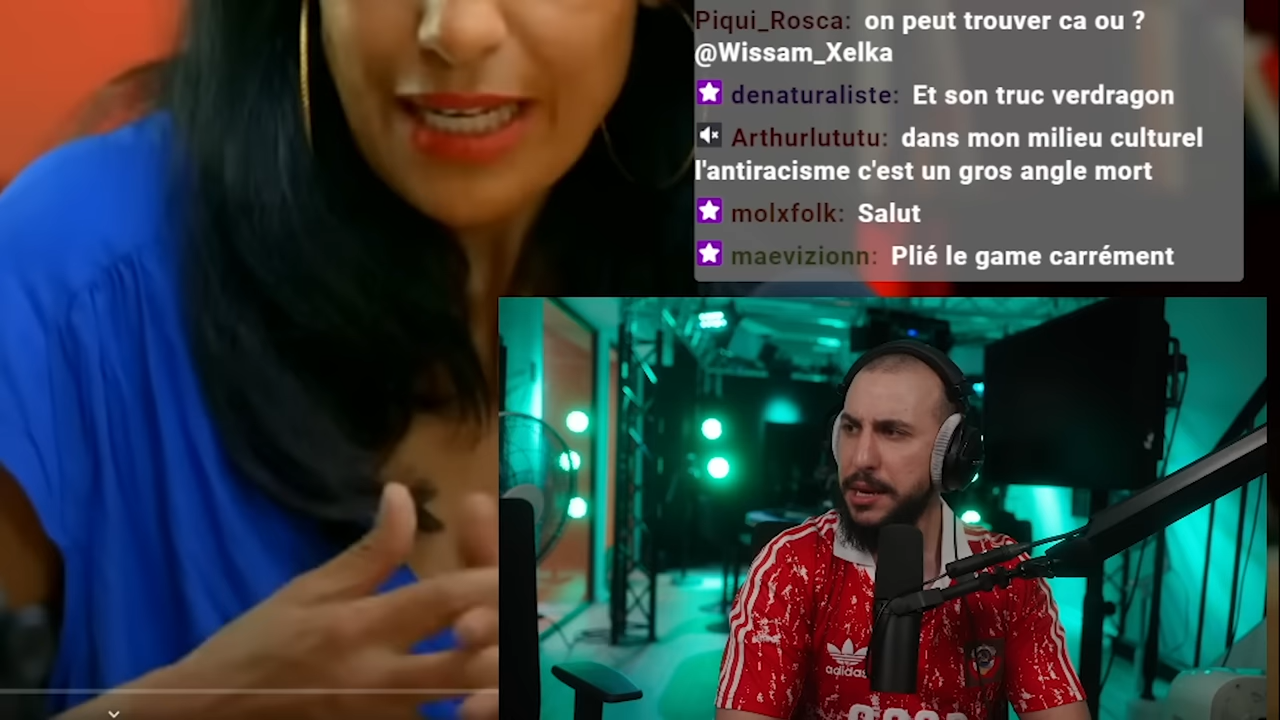 Piqui_Rosca: on peut trouver ca ou ?
@Wissam_Xelka
denaturaliste: Et son truc verdragon
Arthurlututu: dans mon milieu culturel
l'antiracisme c'est un gros angle mort
molxfolk: Salut
maevizionn: Plié le game carrément
adidas